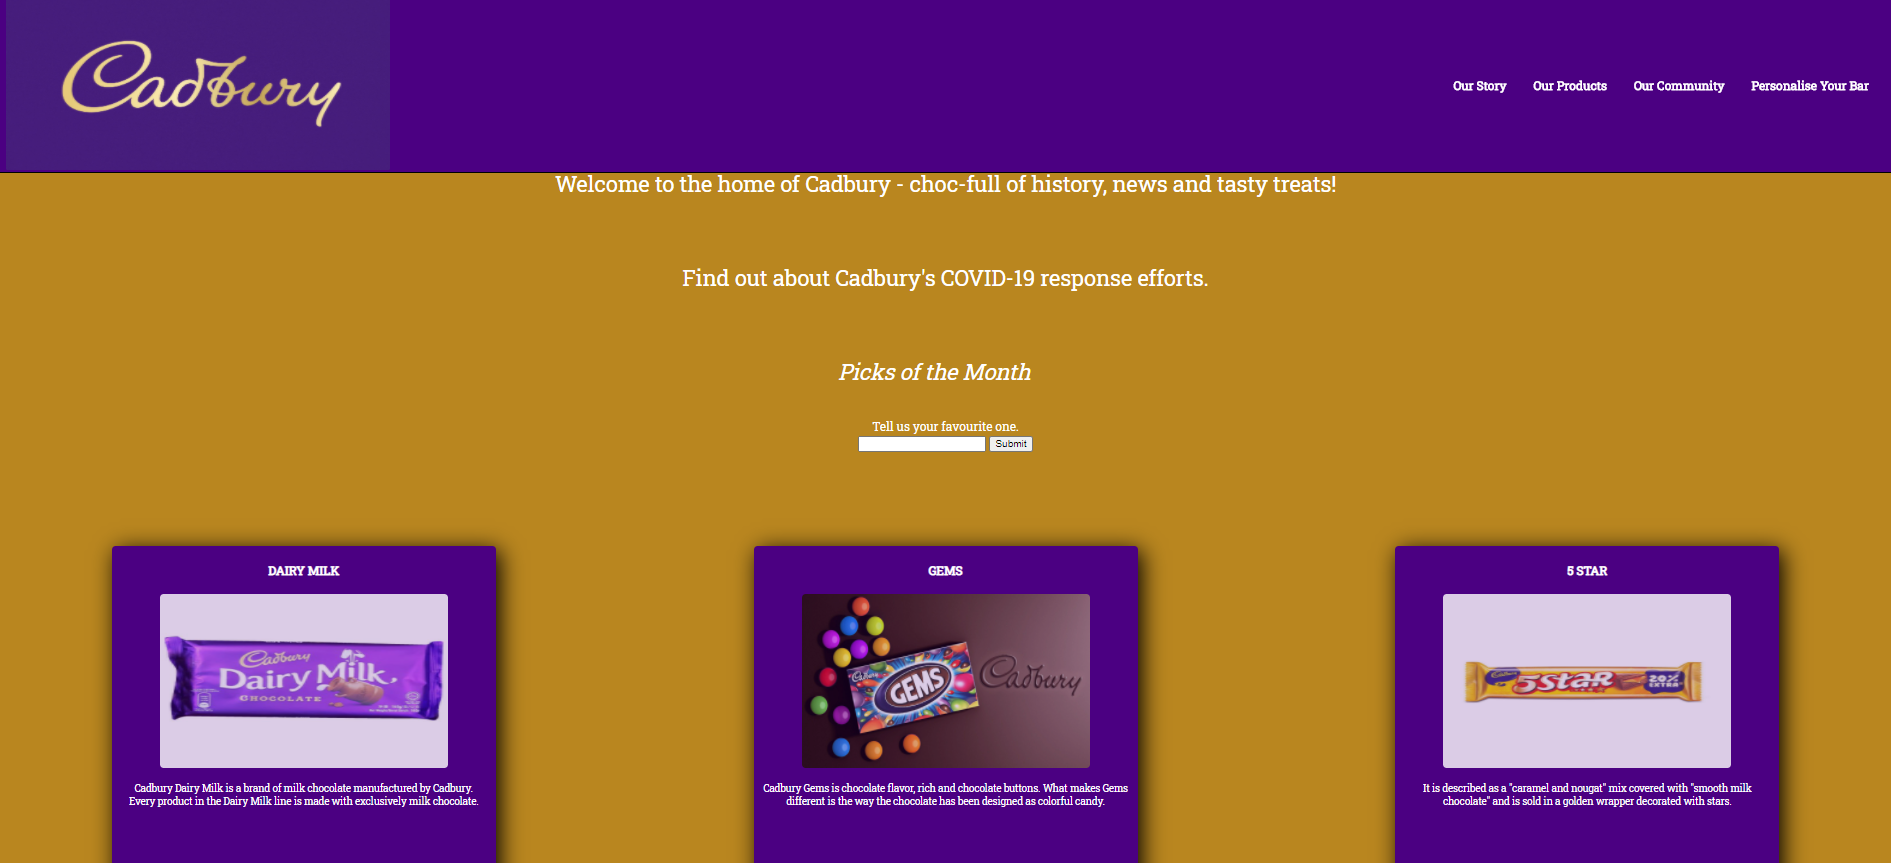 Cadbury
Our Story Our Products Our Community Personalise Your Bar
Welcome to the home of Cadbury - choc-full of history, news and tasty treats!
Find out about Cadbury's COVID-19 response efforts.
Picks of the Month
Tell us your favourite one.
Submit
DAIRY MILK
Cadbury
Dairy Milk
CHOCOLATE
Cadbury Dairy Milk is a brand of milk chocolate manufactured by Cadbury.
Every product in the Dairy Milk line is made with exclusively milk chocolate.
GEMS
Cadbury
GEMS
Cadbury
Cadbury Gems is chocolate flavor, rich and chocolate buttons. What makes Gems
different is the way the chocolate has been designed as colorful candy.
5 STAR
Cadbury
5STAR
20%
EXTRA
It is described as a "caramel and nougat" mix covered with "smooth milk
chocolate" and is sold in a golden wrapper decorated with stars.